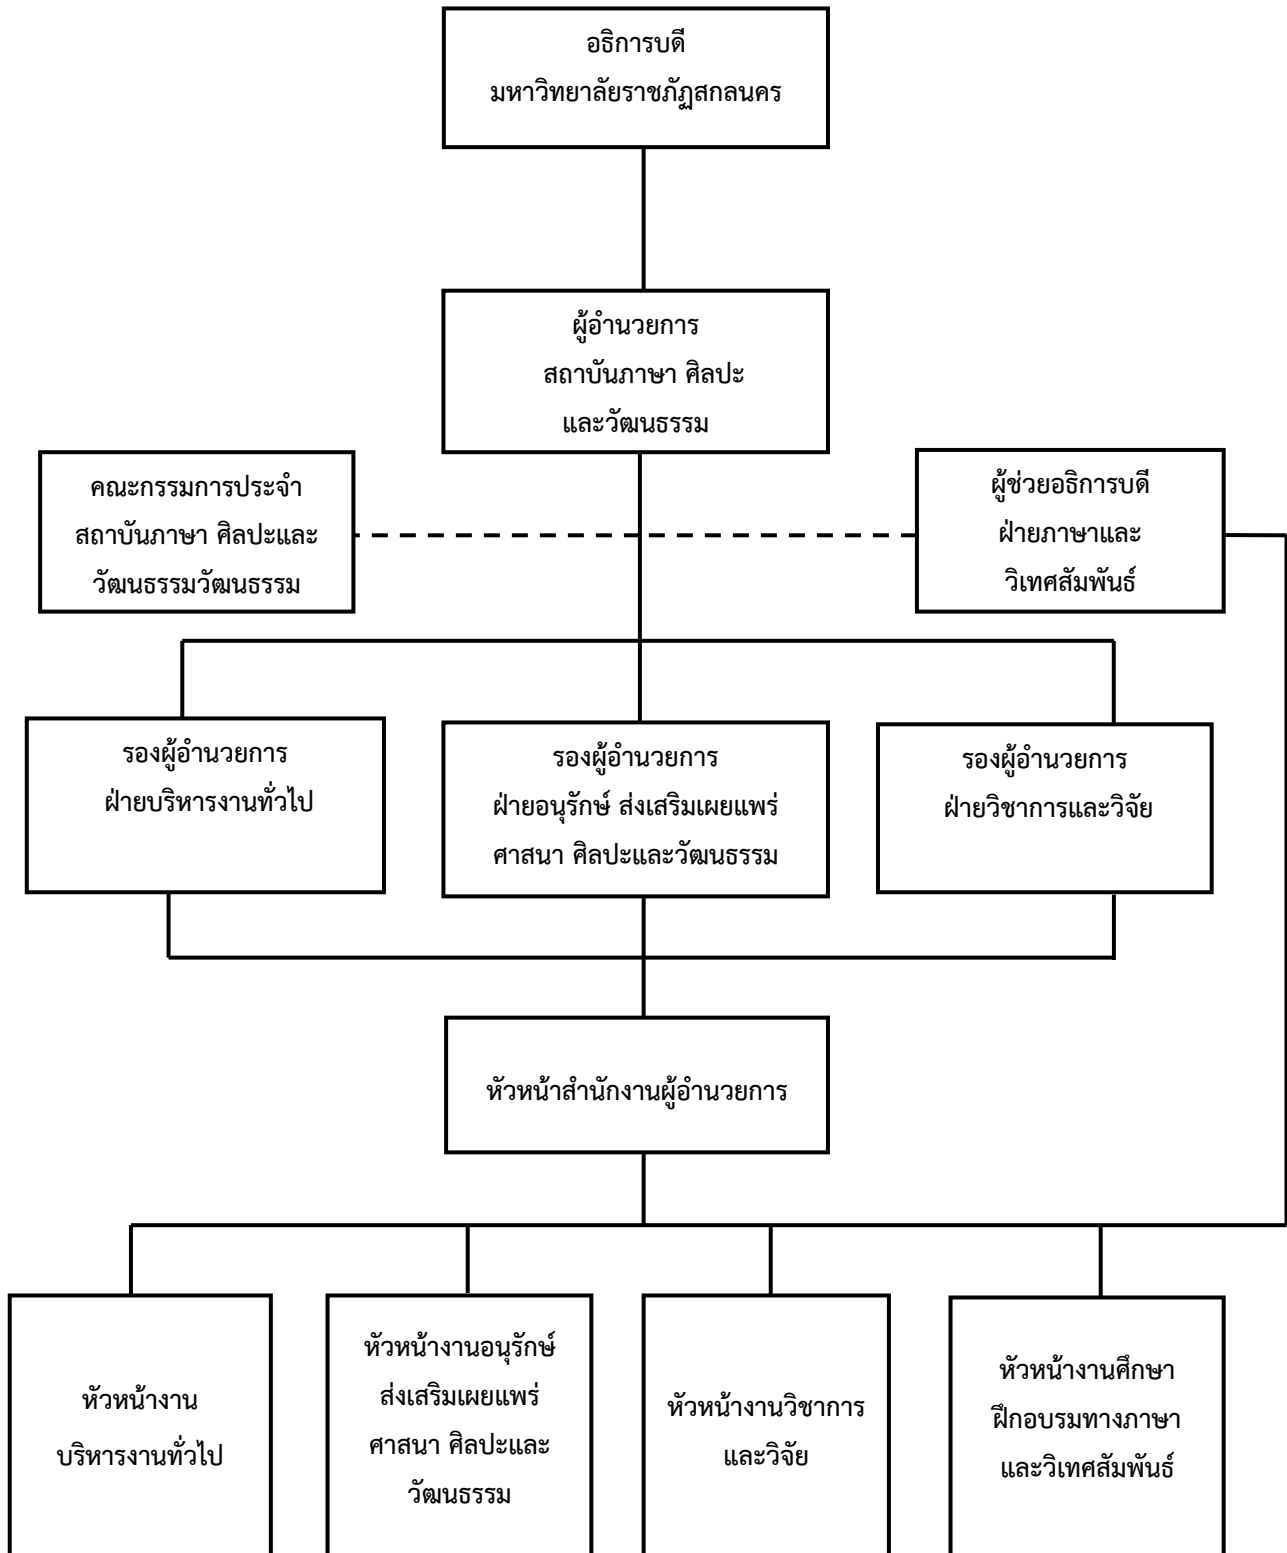 อธิการบดี
มหาวิทยาลัยราชภัฏสกลนคร
ผู้อำนวยการ
สถาบันภาษา ศิลปะ
และวัฒนธรรม
คณะกรรมการประจำ
สถาบันภาษา ศิลปะและ
วัฒนธรรมวัฒนธรรม
ผู้ช่วยอธิการบดี
ฝ่ายภาษาและ
วิเทศสัมพันธ์
รองผู้อำนวยการ
ฝ่ายบริหารงานทั่วไป
รองผู้อำนวยการ
ฝ่ายอนุรักษ์ ส่งเสริมเผยแพร่
ศาสนา ศิลปะและวัฒนธรรม
รองผู้อำนวยการ
ฝ่ายวิชาการและวิจัย
หัวหน้าสำนักงานผู้อำนวยการ
หัวหน้างาน
บริหารงานทั่วไป
หัวหน้างานอนุรักษ์
ส่งเสริมเผยแพร่
ศาสนา ศิลปะและ
วัฒนธรรม
หัวหน้างานวิชาการ
และวิจัย
หัวหน้างานศึกษา
ฝึกอบรมทางภาษา
และวิเทศสัมพันธ์